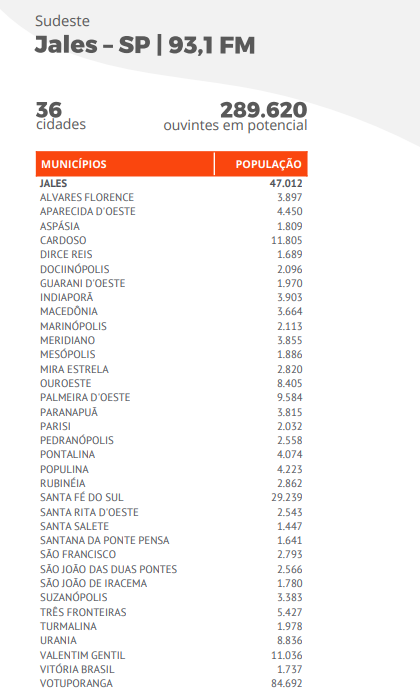 Sudeste
Jales – SP | 93,1 FM
36 289.620
cidades ouvintes em potencial
MUNICÍPIOS POPULAÇÃO
JALES 47.012
ALVARES FLORENCE 3.897
APARECIDA D'OESTE 4.450
ASPÁSIA 1.809
CARDOSO 11.805
DIRCE REIS 1.689
DOCIINÓPOLIS 2.096
GUARANI D'OESTE 1.970
INDIAPORÃ 3.903
MACEDÔNIA 3.664
MARINÓPOLIS 2.113
MERIDIANO 3.855
MESÓPOLIS 1.886
MIRA ESTRELA 2.820
OUROESTE 8.405
PALMEIRA D'OESTE 9.584
PARANAPUÃ 3.815
PARISI 2.032
PEDRANÓPOLIS 2.558
PONTALINA 4.074
POPULINA 4.223
RUBINÉIA 2.862
SANTA FÉ DO SUL 29.239
SANTA RITA D'OESTE 2.543
SANTA SALETE 1.447
SANTANA DA PONTE PENSA 1.641
SÃO FRANCISCO 2.793
SÃO JOÃO DAS DUAS PONTES 2.566
SÃO JOÃO DE IRACEMA 1.780
SUZANÓPOLIS 3.383
TRÊS FRONTEIRAS 5.427
TURMALINA 1.978
URANIA 8.836
VALENTIM GENTIL 11.036
VITÓRIA BRASIL 1.737
VOTUPORANGA 84.692